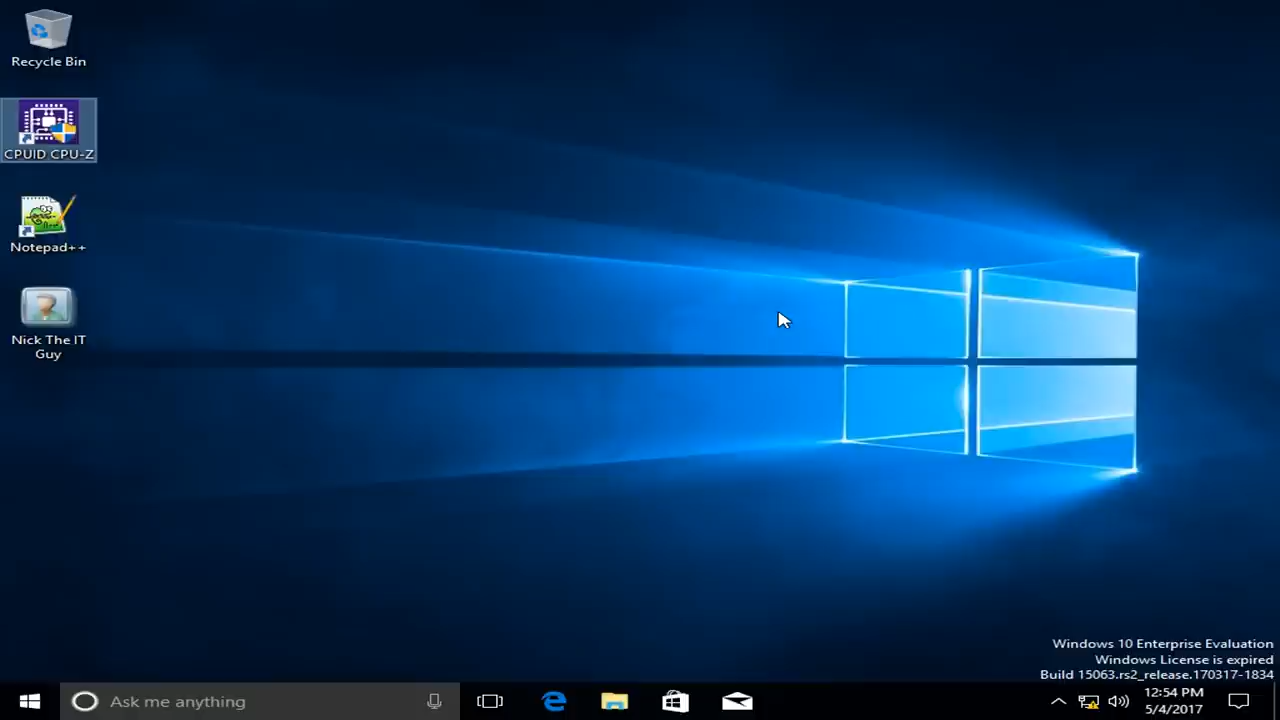 Recycle Bin
CPUID CPU-Z
Notepad++
Nick The IT
Guy
Windows 10 Enterprise Evaluation
Windows License is expired
Build 15063.rs2_release.170317-1834
Ask me anything
12:54 PM
5/4/2017